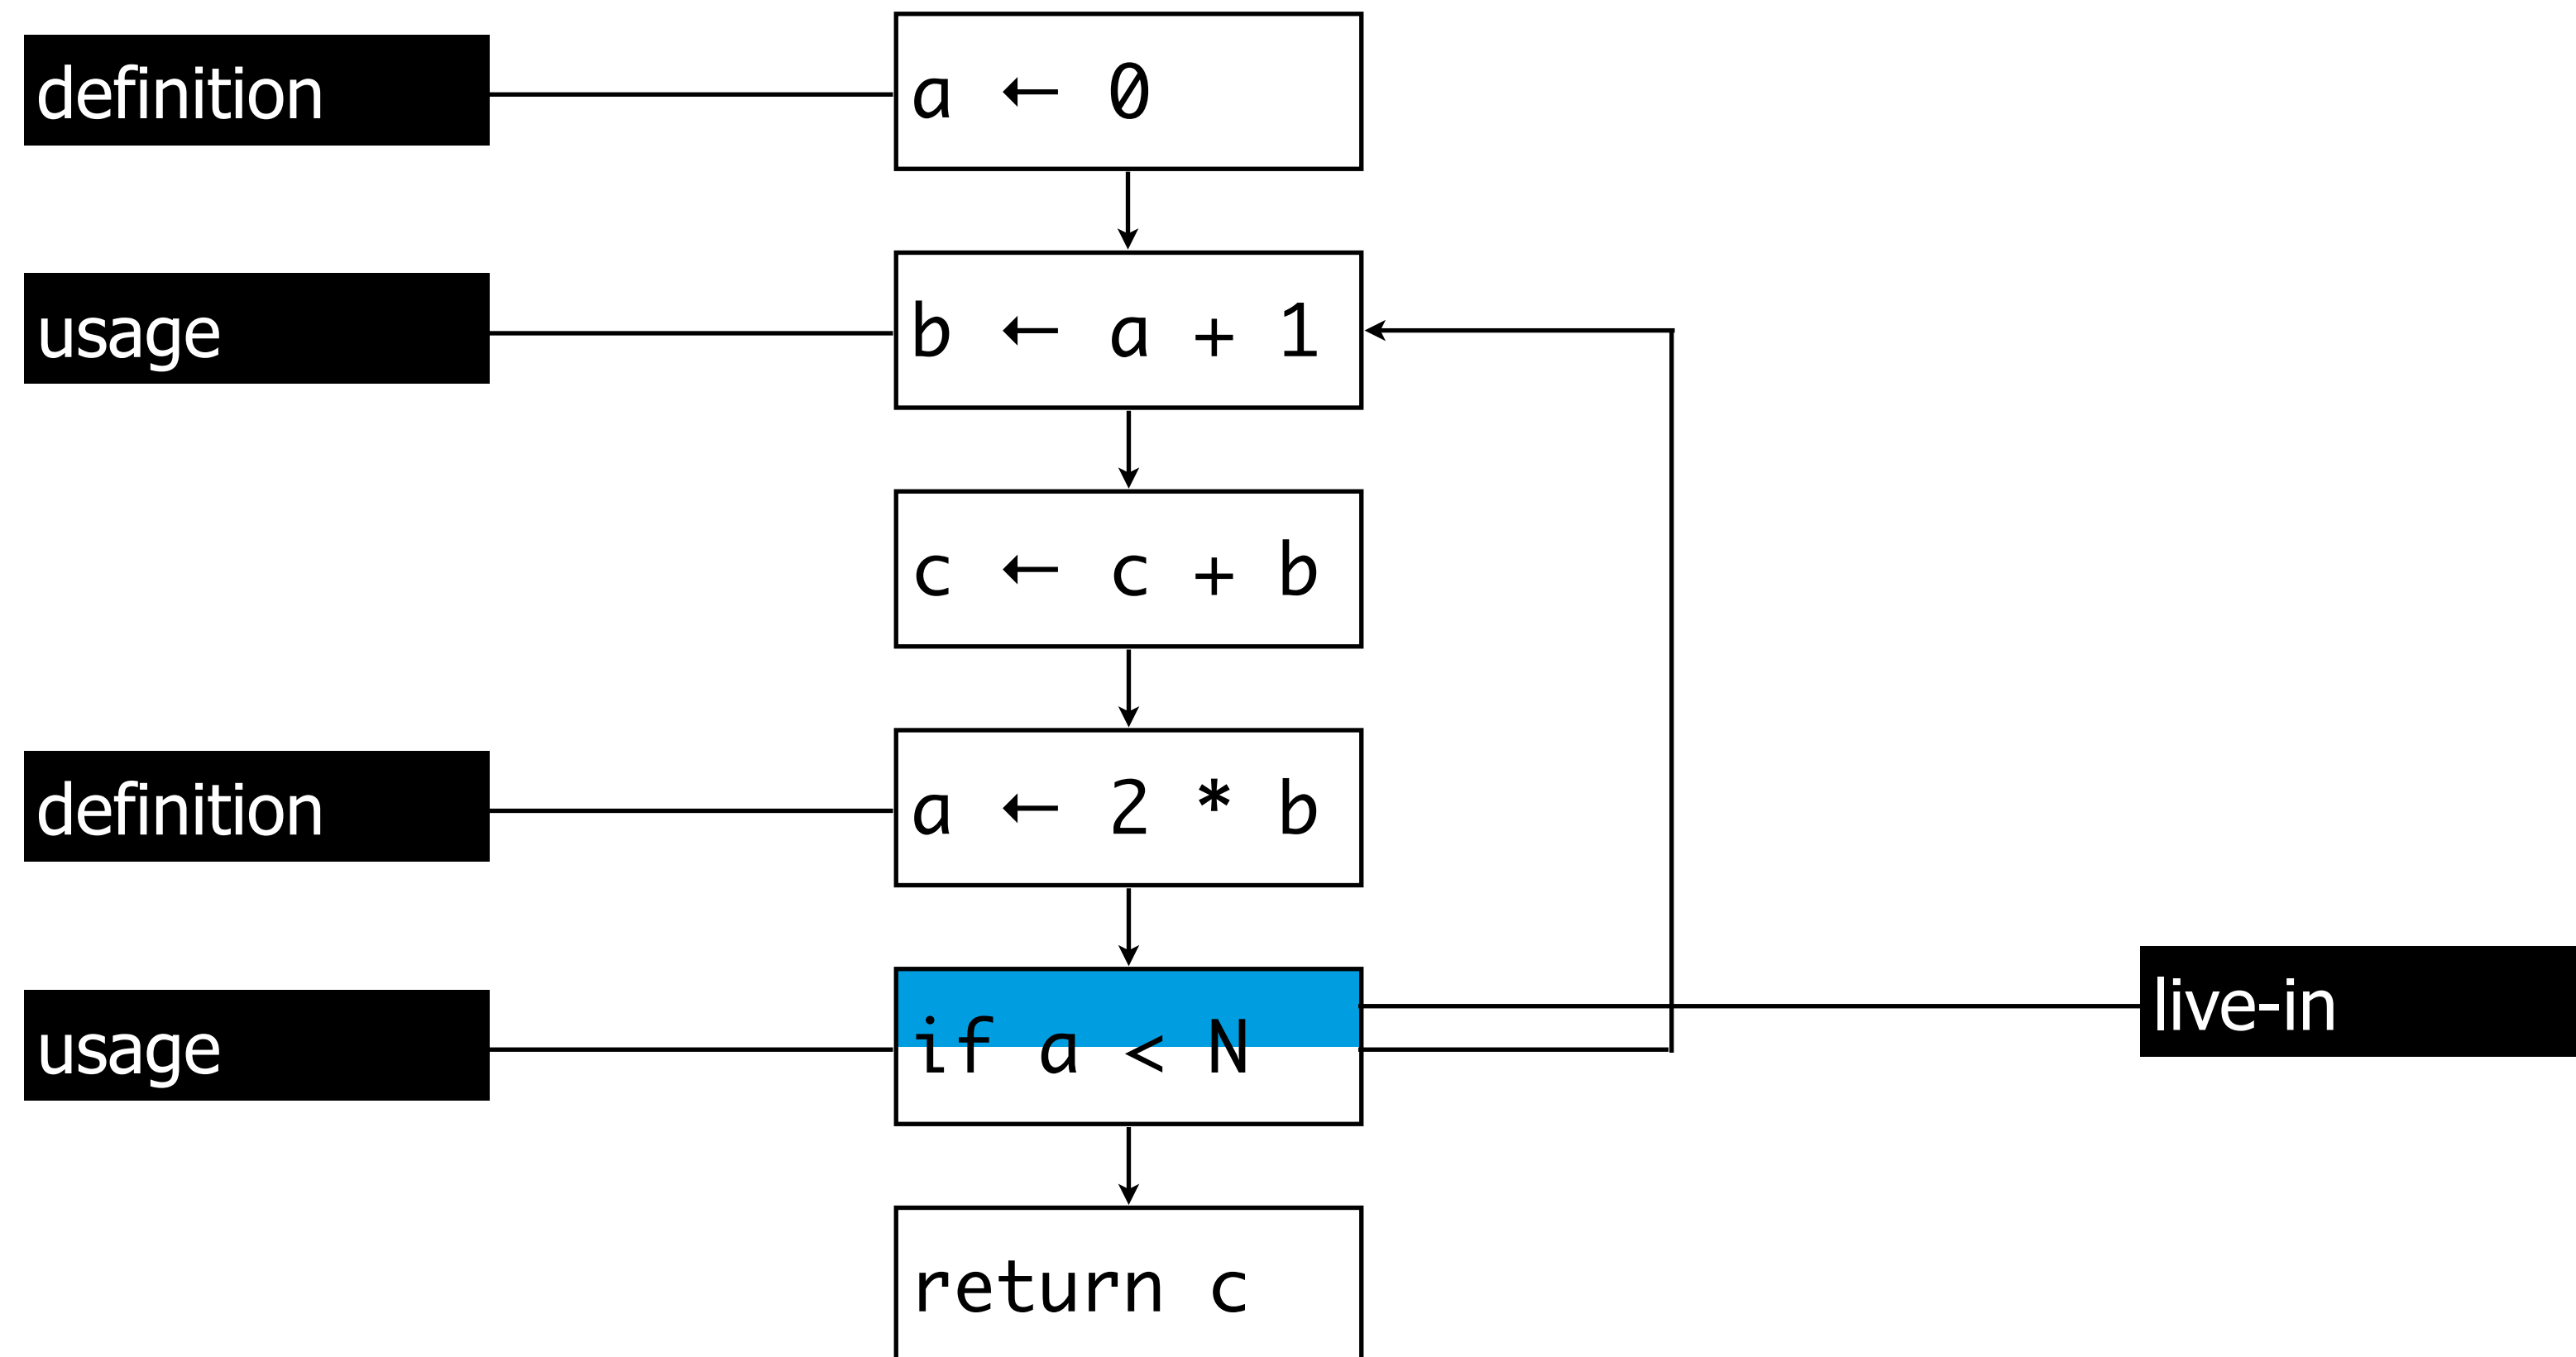 definition
a ← 0
usage
b ← a + 1
c ← c + b
definition
a ← 2 * b
usage
if a < N
live-in
return c